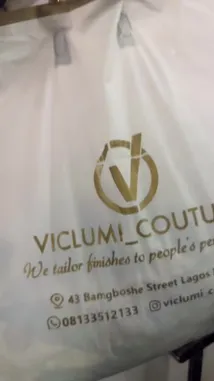 VICLUMI_COUTU
We tailor finishes to people's pe
43 Bamgboshe Street Lagos
08133512133 viclumi_c